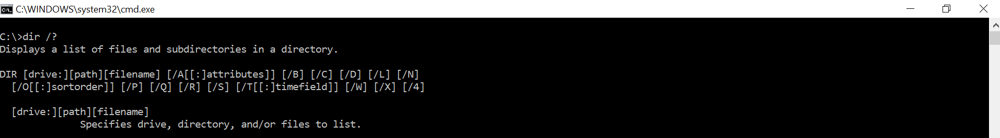 C:\WINDOWS\system32\cmd.exe
C:\>dir /?
Displays a list of files and subdirectories in a directory.
DIR [drive:][path][filename] [/A[[:]attributes]] [/B] [/C] [/D] [/L] [/N]
[/O[[:]sortorder]] [/P] [/Q] [/R] [/S] [/T[[:]timefield]] [/W] [/X] [/4]
[drive:][path][filename]
Specifies drive, directory, and/or files to list.